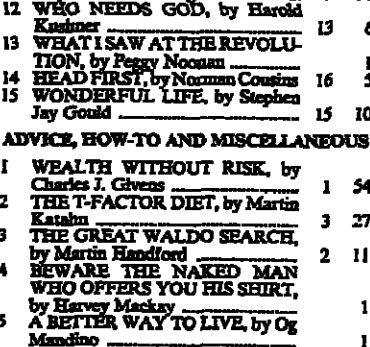 12 WHO NEEDS GOD, by Harold
Kushner 13
13 WHAT I SAW AT THE REVOLU-
TION, by Peggy Noonan 1
14 HEAD FIRST, by Norman Cousins 16 5
15 WONDERFUL LIFE, by Stephen
Jay Gould 15 10
ADVICE, HOW-TO AND MISCELLANEOUS
1 WEALTH WITHOUT RISK, by
Charles J. Givens 1 54
2 THE T-FACTOR DIET, by Martin
Katahn 3 27
3 THE GREAT WALDO SEARCH,
by Martin Handford 2 11
4 BEWARE THE NAKED MAN
WHO OFFERS YOU HIS SHIRT,
by Harvey Mackay 1
5 A BETTER WAY TO LIVE, by Og
Mandino 1